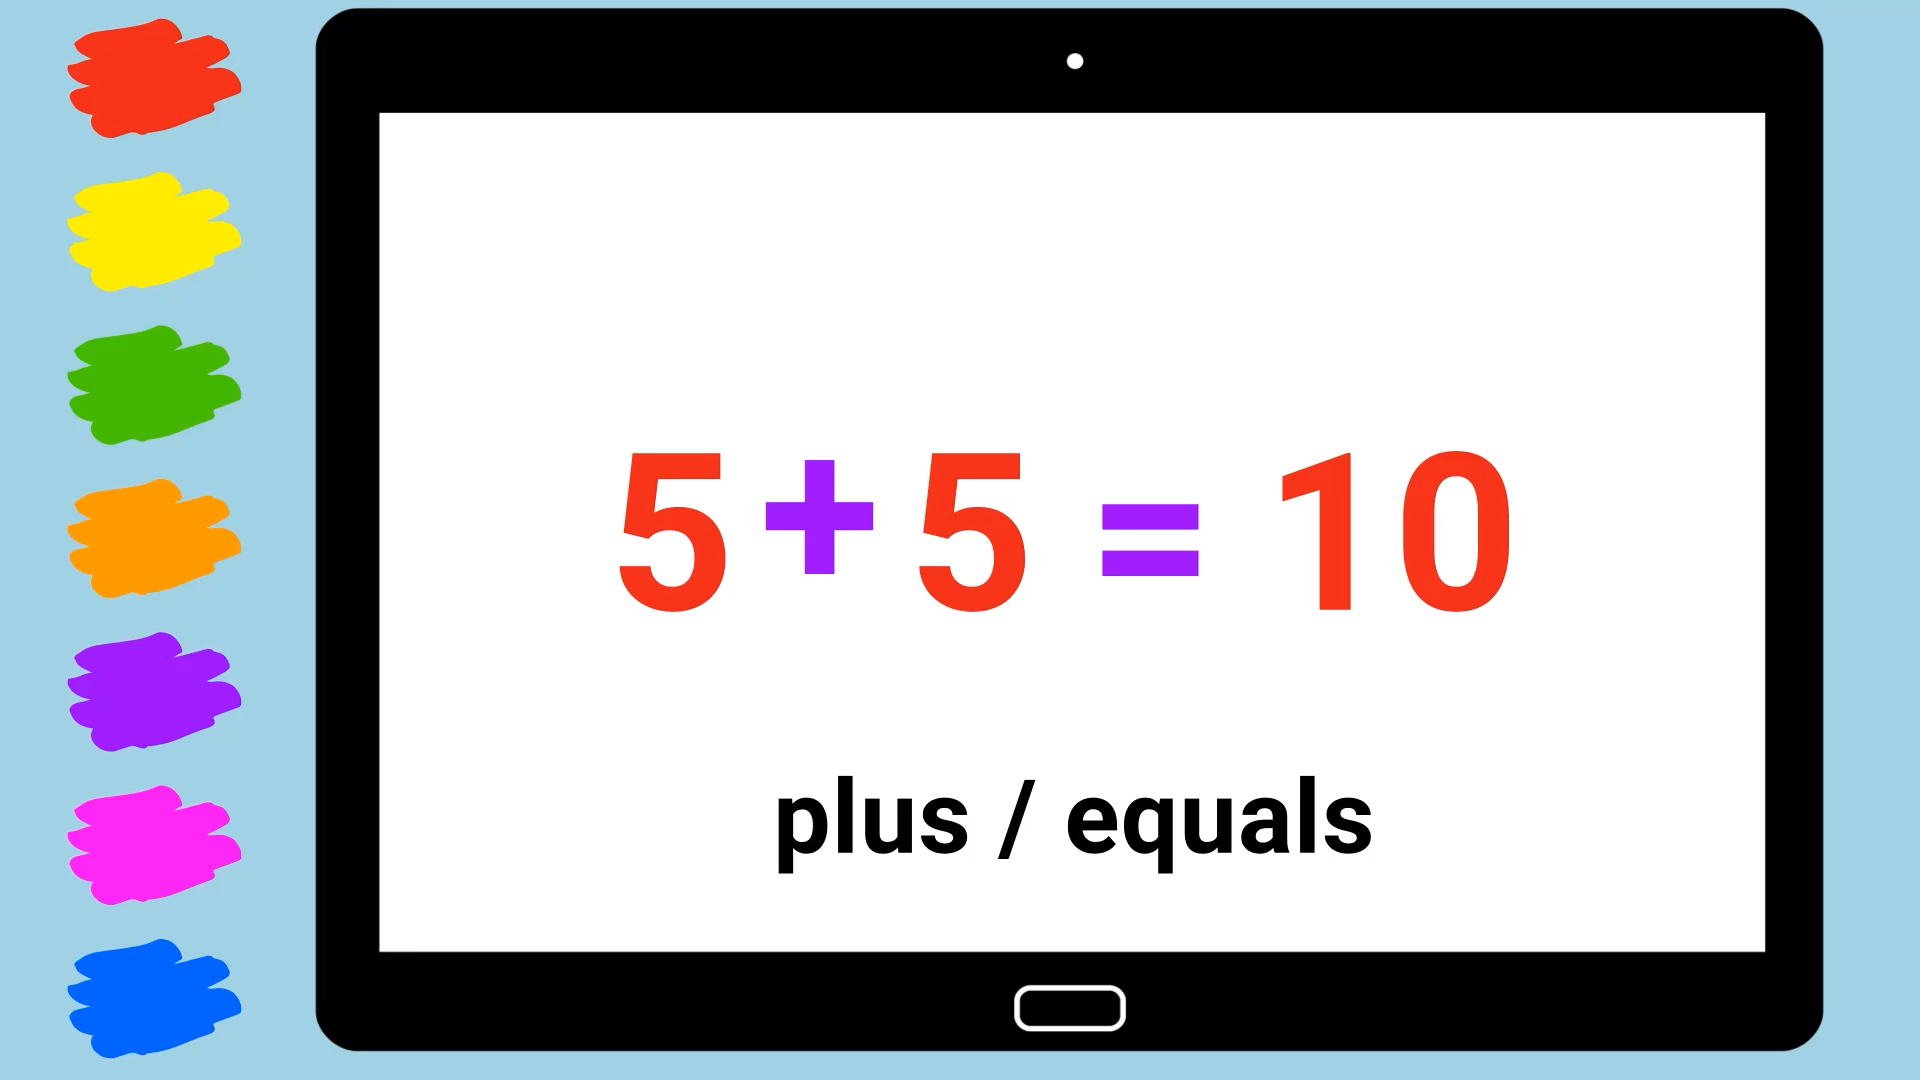 5 + 5 = 10
plus / equals